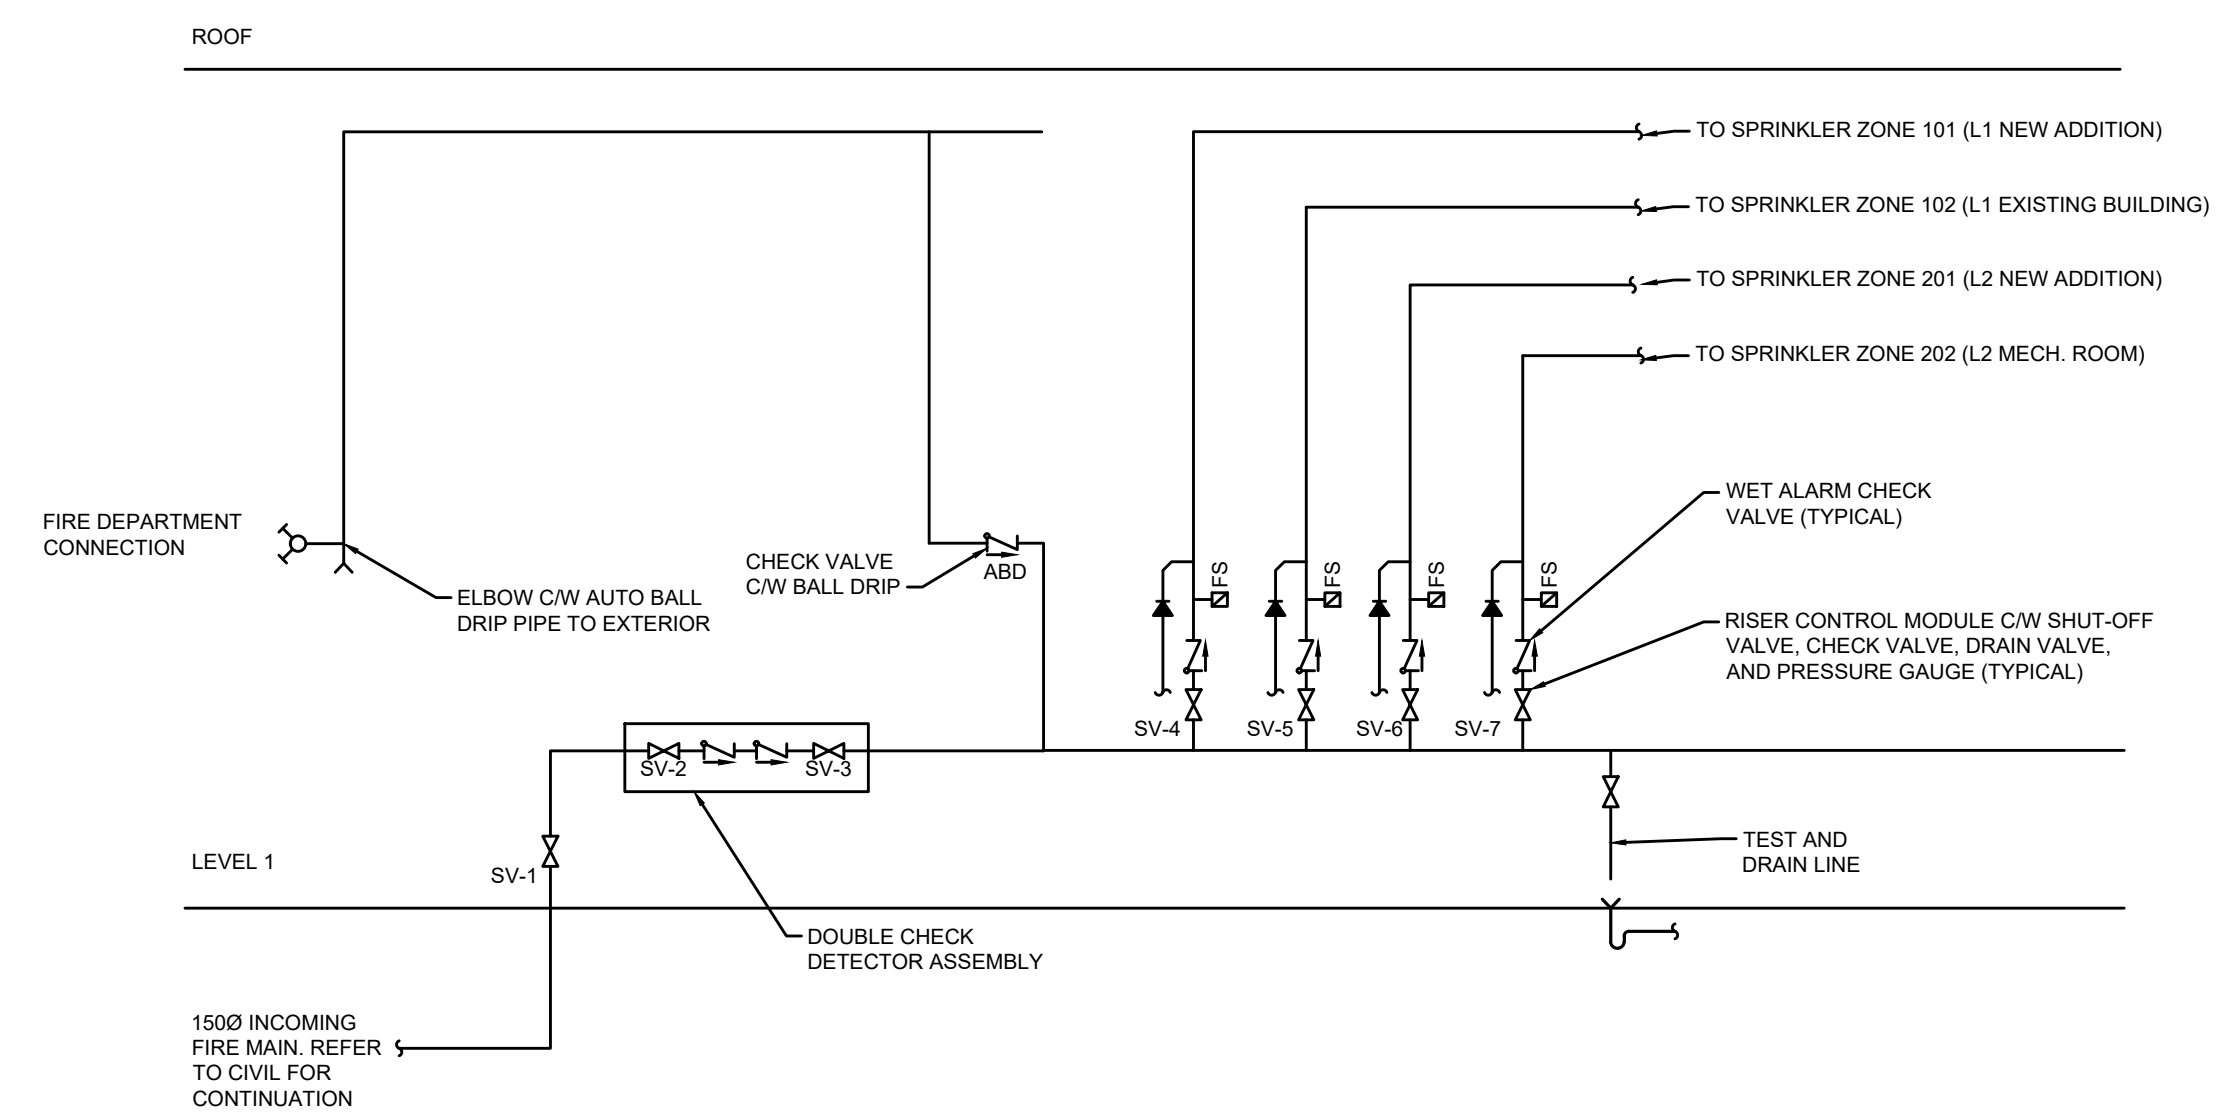 ROOF
TO SPRINKLER ZONE 101 (L1 NEW ADDITION)
TO SPRINKLER ZONE 102 (L1 EXISTING BUILDING)
TO SPRINKLER ZONE 201 (L2 NEW ADDITION)
TO SPRINKLER ZONE 202 (L2 MECH. ROOM)
WET ALARM CHECK
VALVE (TYPICAL)
FIRE DEPARTMENT
CONNECTION
ELBOW C/W AUTO BALL
DRIP PIPE TO EXTERIOR
CHECK VALVE
C/W BALL DRIP
ABD
FS
FS
FS
FS
RISER CONTROL MODULE C/W SHUT-OFF
VALVE, CHECK VALVE, DRAIN VALVE,
AND PRESSURE GAUGE (TYPICAL)
SV-4
SV-5
SV-6
SV-7
SV-2
SV-3
TEST AND
DRAIN LINE
LEVEL 1
SV-1
DOUBLE CHECK
DETECTOR ASSEMBLY
150Ø INCOMING
FIRE MAIN. REFER
TO CIVIL FOR
CONTINUATION